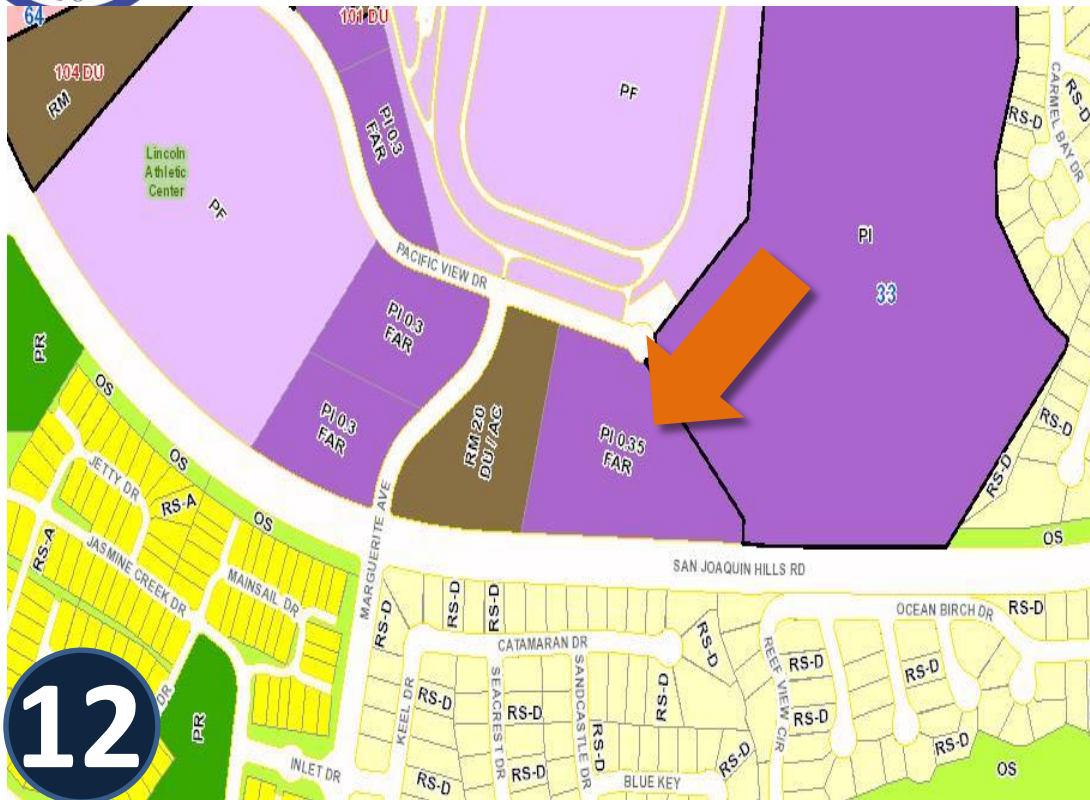 64
101 DU
104 DU
RM
PF
CARMEL BAY DR
RS-D
RS-D
PI 0.3
FAR
Lincoln
Athletic
Center
PF
PACIFIC VIEW DR
PI
33
PI 0.3
FAR
PR
OS
PI 0.3
FAR
RM 20
DU / AC
PI 0.35
FAR
RS-D
RS-D
OS
JETTY DR
RS-A
OS
OS
RS-A
JASMINE CREEK DR
MAINSAIL DR
MARGUERITE AVE
SAN JOAQUIN HILLS RD
RS-D
RS-D
RS-D
OCEAN BIRCH DR
RS-D
CATAMARAN DR
RS-D
REEF VIEW CIR
RS-D
RS-D
12
DR
PR
KEEL DR
RS-D
SEACREST DR
RS-D
SANDCASTLE DR
RS-D
RS-D
RS-D
RS-D
INLET DR
RS-D
RS-D
BLUE KEY
RS-D
OS